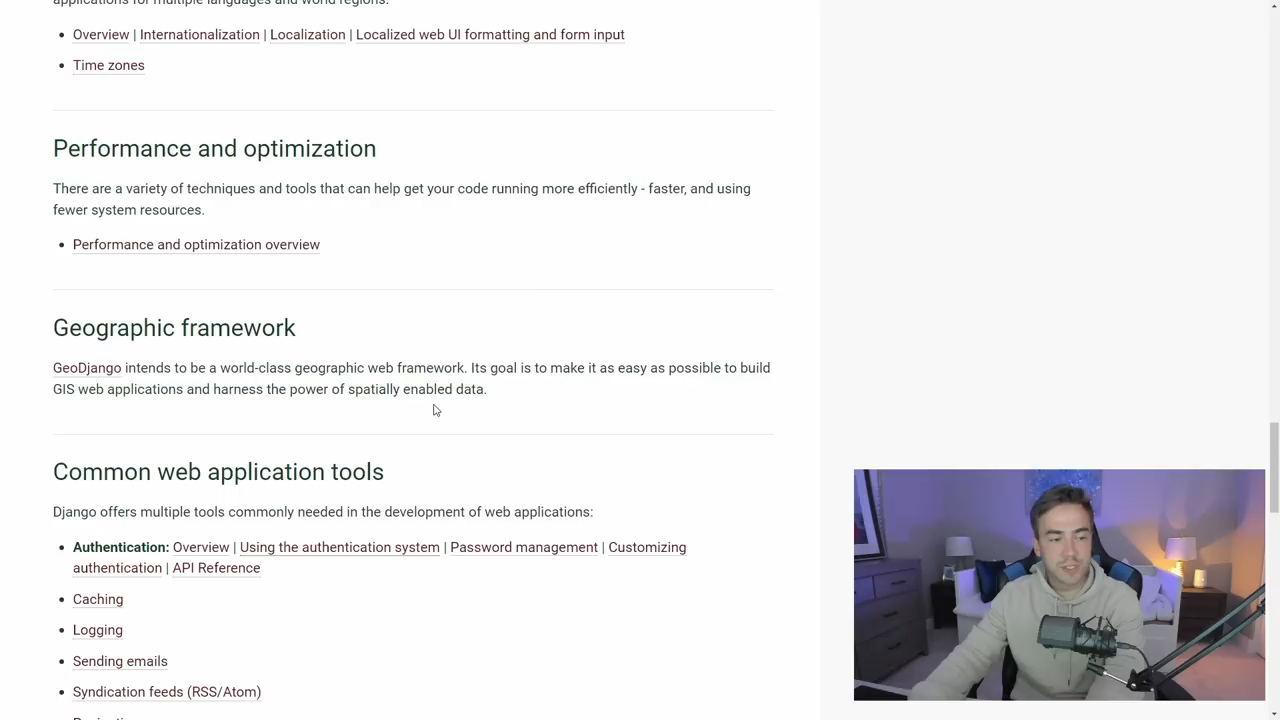 applications for multiple languages and world regions.
Overview | Internationalization | Localization | Localized web UI formatting and form input
Time zones
Performance and optimization
There are a variety of techniques and tools that can help get your code running more efficiently - faster, and using
fewer system resources.
Performance and optimization overview
Geographic framework
GeoDjango intends to be a world-class geographic web framework. Its goal is to make it as easy as possible to build
GIS web applications and harness the power of spatially enabled data.
Common web application tools
Django offers multiple tools commonly needed in the development of web applications:
Authentication: Overview | Using the authentication system | Password management | Customizing
authentication | API Reference
Caching
Logging
Sending emails
Syndication feeds (RSS/Atom)